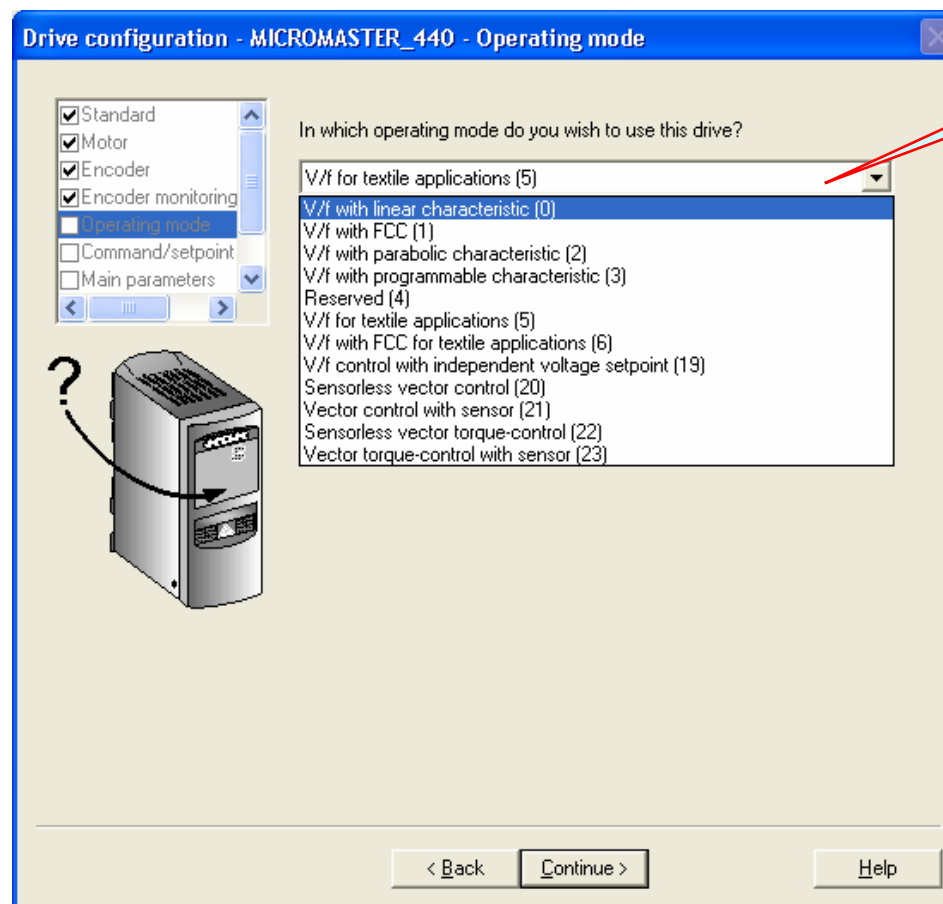 Drive configuration - MICROMASTER_440 - Operating mode
Standard
Motor
Encoder
Encoder monitoring
Operating mode
Command/setpoint
Main parameters
In which operating mode do you wish to use this drive?
V/f for textile applications (5)
V/f with linear characteristic (0)
V/f with FCC (1)
V/f with parabolic characteristic (2)
V/f with programmable characteristic (3)
Reserved (4)
V/f for textile applications (5)
V/f with FCC for textile applications (6)
V/f control with independent voltage setpoint (19)
Sensorless vector control (20)
Vector control with sensor (21)
Sensorless vector torque-control (22)
Vector torque-control with sensor (23)
?
< Back
Continue >
Help